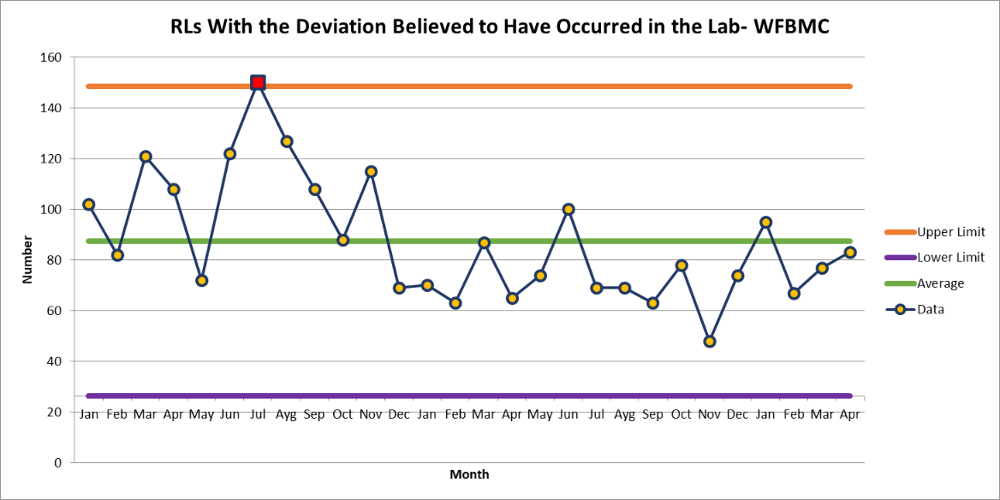 RLs With the Deviation Believed to Have Occurred in the Lab- WFBMC
160
140
120
100
80
60
40
20
0
Number
Jan Feb Mar Apr May Jun Jul Ayg Sep Oct Nov Dec Jan Feb Mar Apr May Jun Jul Ayg Sep Oct Nov Dec Jan Feb Mar Apr
Month
Upper Limit
Lower Limit
Average
Data